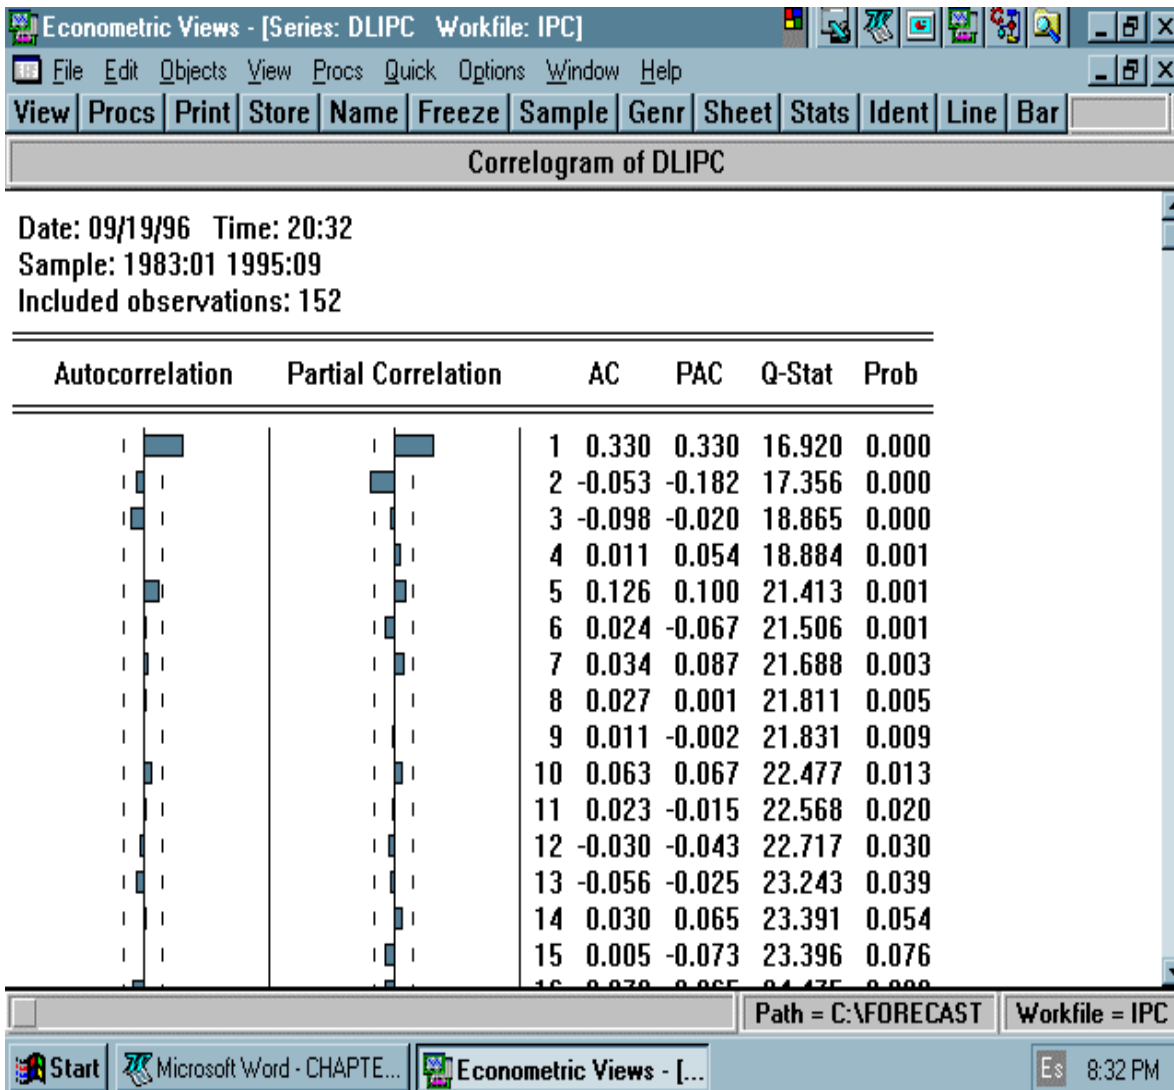 Econometric Views - [Series: DLIPC Workfile: IPC]
File Edit Objects View Procs Quick Options Window Help
View Procs Print Store Name Freeze Sample Genr Sheet Stats Ident Line Bar
Correlogram of DLIPC
Date: 09/19/96 Time: 20:32
Sample: 1983:01 1995:09
Included observations: 152
Autocorrelation Partial Correlation AC PAC Q-Stat Prob
1 0.330 0.330 16.920 0.000
2 -0.053 -0.182 17.356 0.000
3 -0.098 -0.020 18.865 0.000
4 0.011 0.054 18.884 0.001
5 0.126 0.100 21.413 0.001
6 0.024 -0.067 21.506 0.001
7 0.034 0.087 21.688 0.003
8 0.027 0.001 21.811 0.005
9 0.011 -0.002 21.831 0.009
10 0.063 0.067 22.477 0.013
11 0.023 -0.015 22.568 0.020
12 -0.030 -0.043 22.717 0.030
13 -0.056 -0.025 23.243 0.039
14 0.030 0.065 23.391 0.054
15 0.005 -0.073 23.396 0.076
Path = C:\FORECAST Workfile = IPC
Start Microsoft Word - CHAPTE... Econometric Views - [... Es 8:32 PM